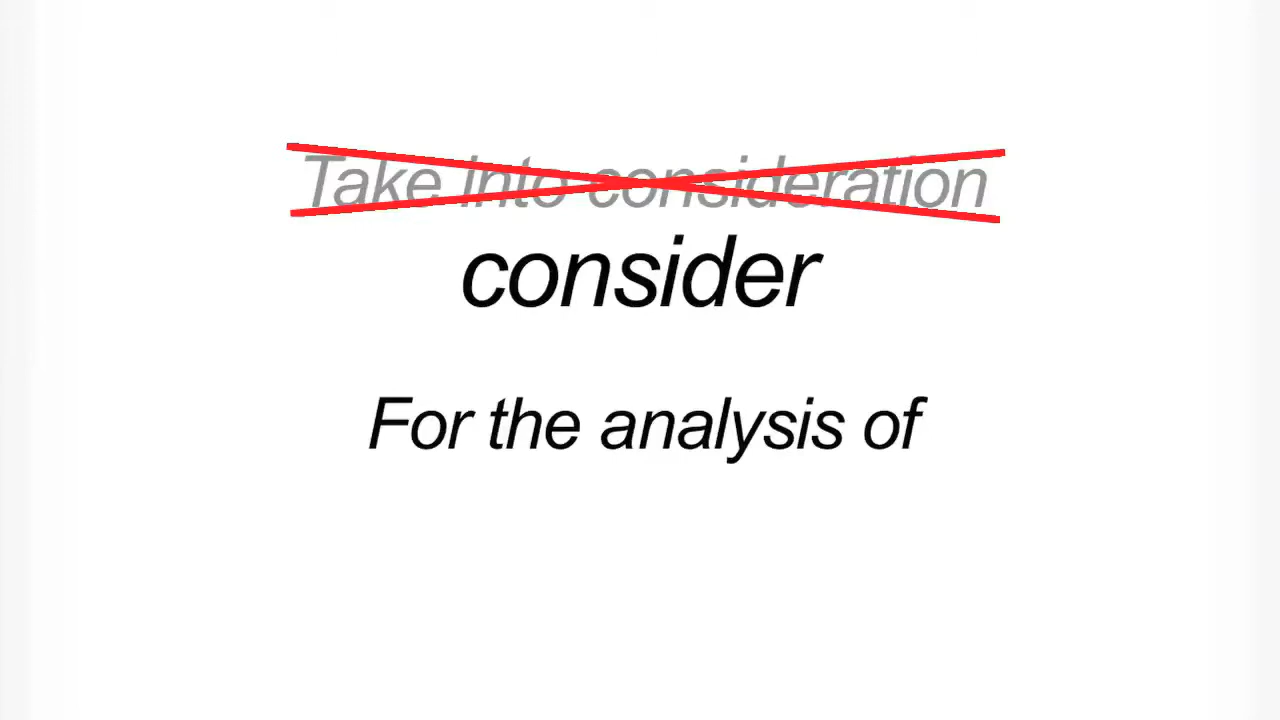 Take into consideration
consider
For the analysis of